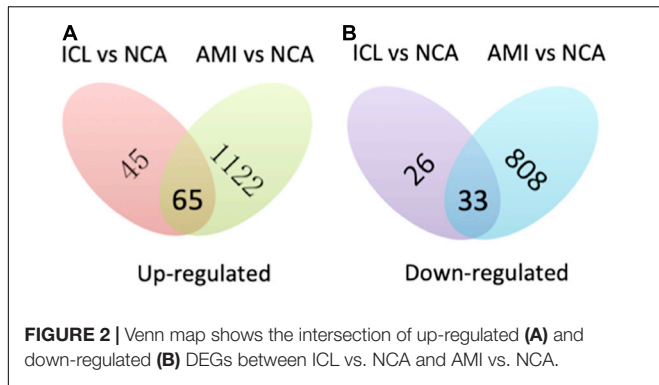 A
B
ICL vs NCA AMI vs NCA
ICL vs NCA AMI vs NCA
45
1122
65
26
808
33
Up-regulated
Down-regulated
FIGURE 2 | Venn map shows the intersection of up-regulated (A) and
down-regulated (B) DEGs between ICL vs. NCA and AMI vs. NCA.